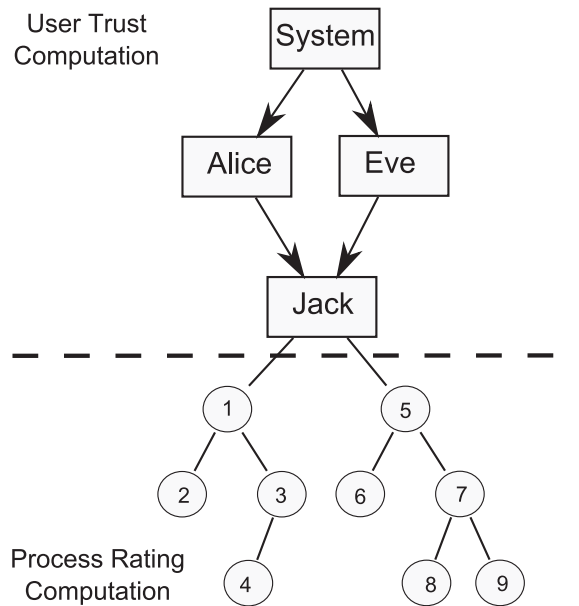 User Trust
Computation
System
Alice
Eve
Jack
1
5
2
3
6
7
4
8
9
Process Rating
Computation